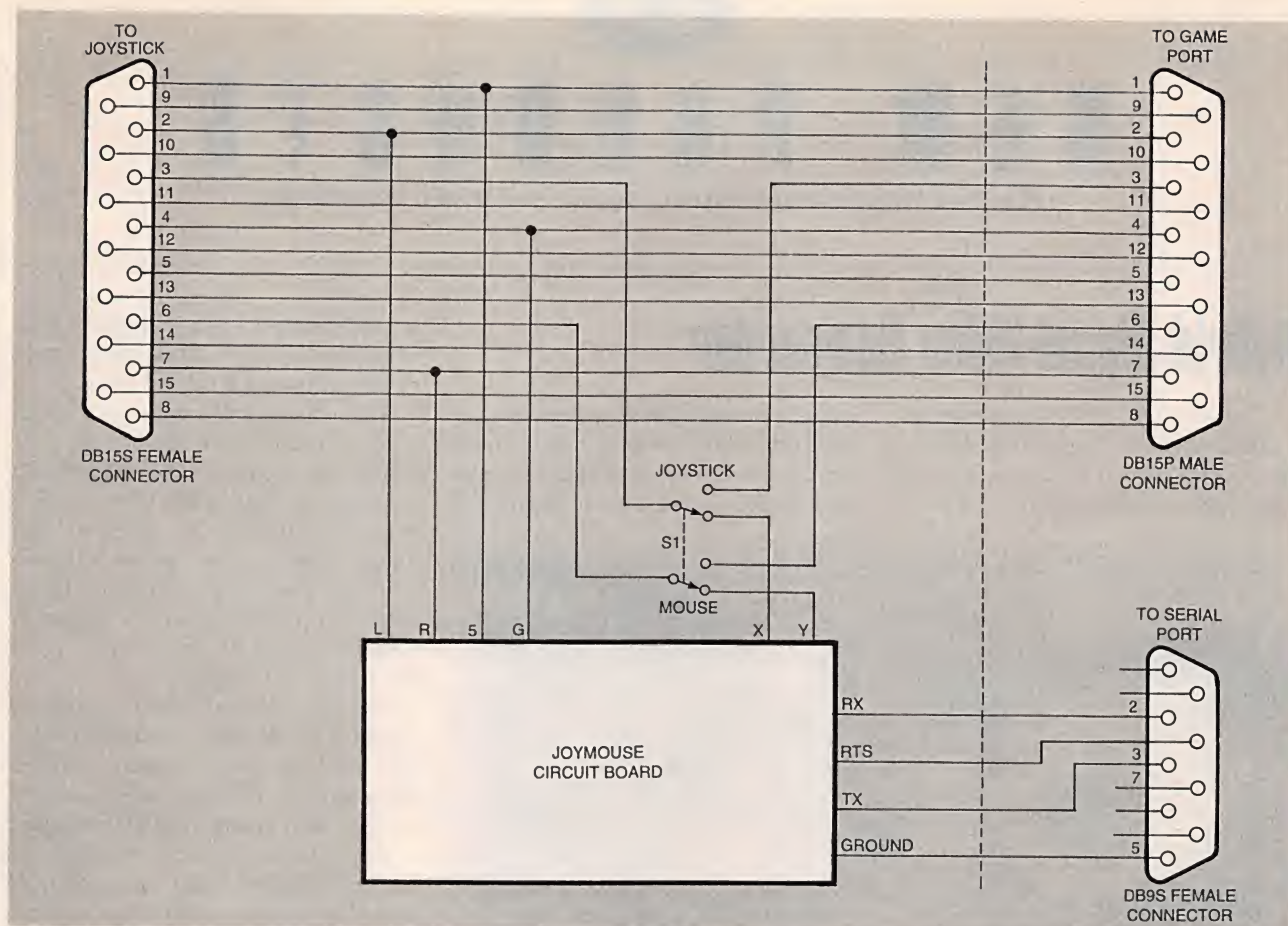 TO
JOYSTICK
1
9
2
10
3
11
4
12
5
13
6
14
7
15
8
DB15S FEMALE
CONNECTOR
TO GAME
PORT
1
9
2
10
3
11
4
12
5
13
6
14
7
15
8
DB15P MALE
CONNECTOR
JOYSTICK
S1
MOUSE
L R 5 G X Y
JOYMOUSE
CIRCUIT BOARD
RX
RTS
TX
GROUND
TO SERIAL
PORT
2
3
7
5
DB9S FEMALE
CONNECTOR